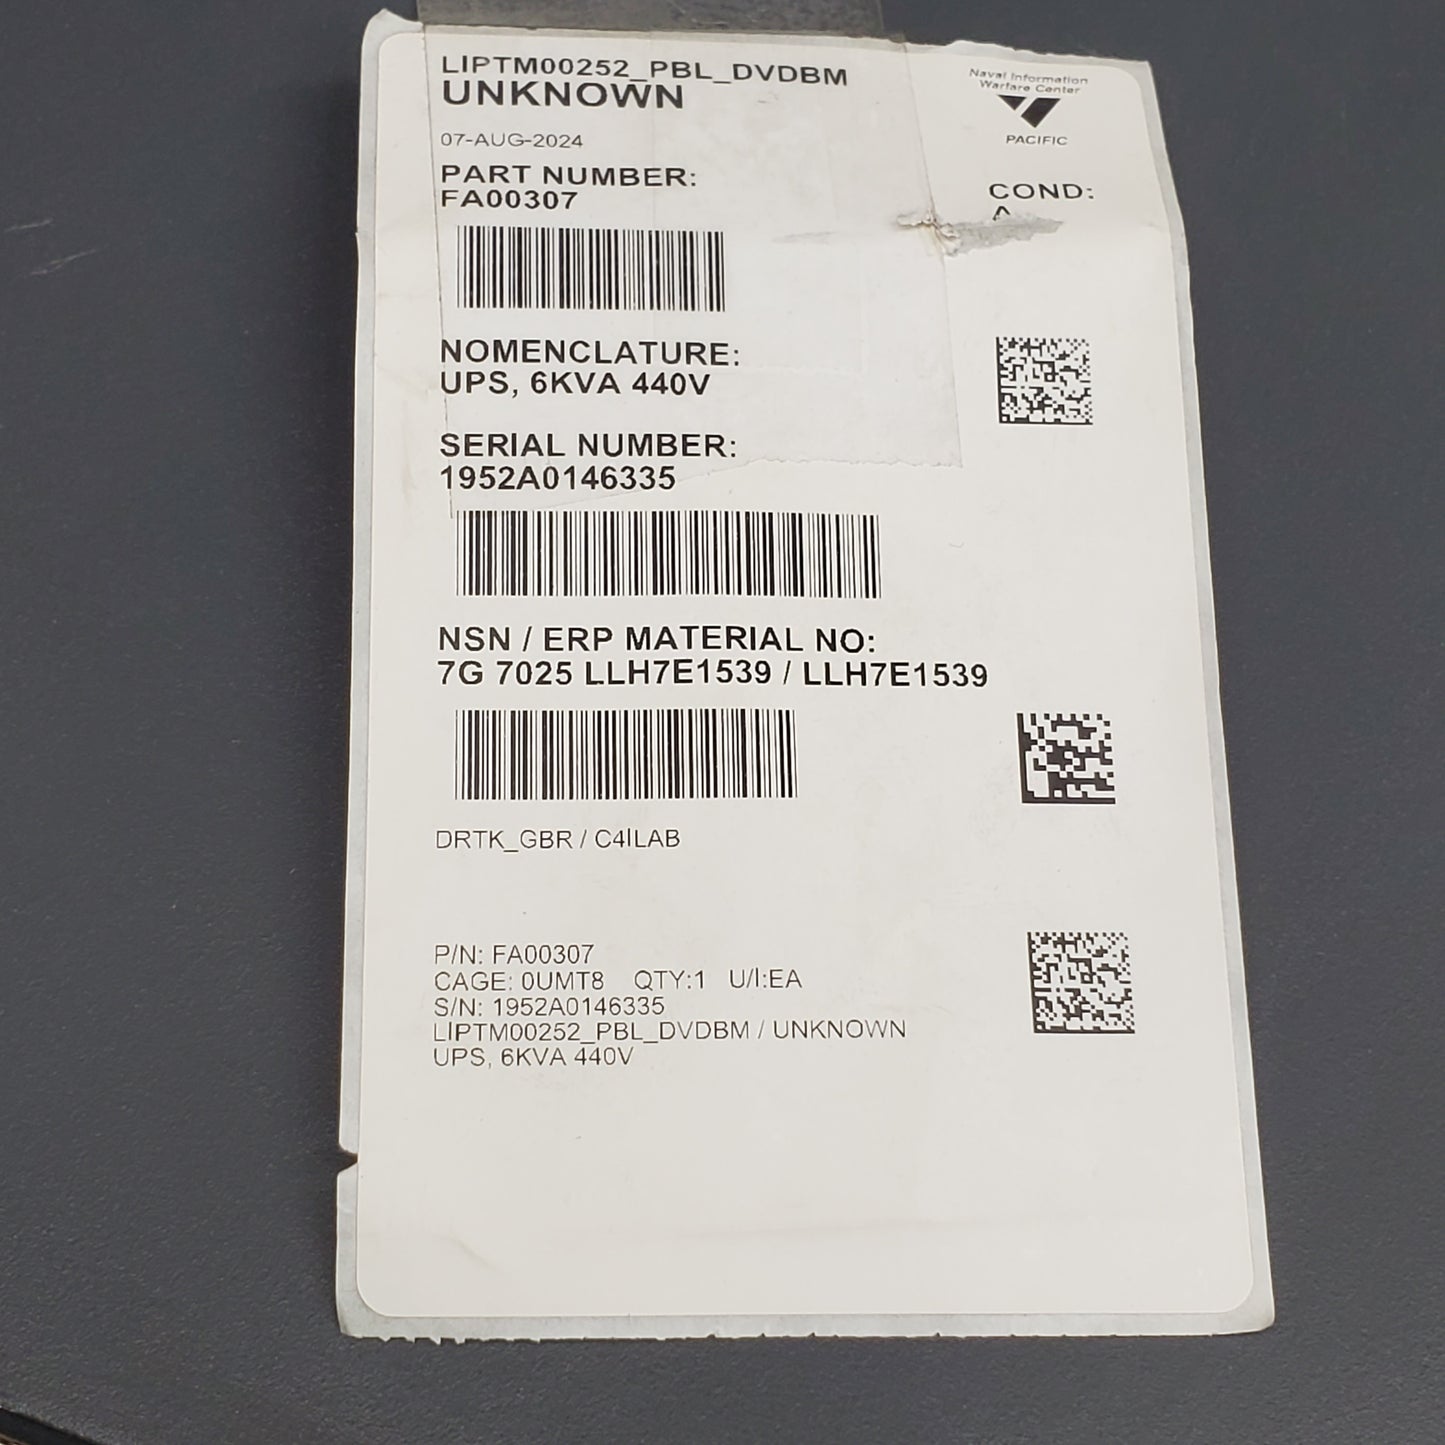 LIPTM00252_PBL_DVDBM
UNKNOWN
Naval Information
Warfare Center
PACIFIC
07-AUG-2024
PART NUMBER:
FA00307
COND:
A
NOMENCLATURE:
UPS, 6KVA 440V
SERIAL NUMBER:
1952A0146335
NSN / ERP MATERIAL NO:
7G 7025 LLH7E1539 / LLH7E1539
DRTK_GBR / C4ILAB
P/N: FA00307
CAGE: 0UMT8 QTY:1 U/I:EA
S/N: 1952A0146335
LIPTM00252_PBL_DVDBM / UNKNOWN
UPS, 6KVA 440V